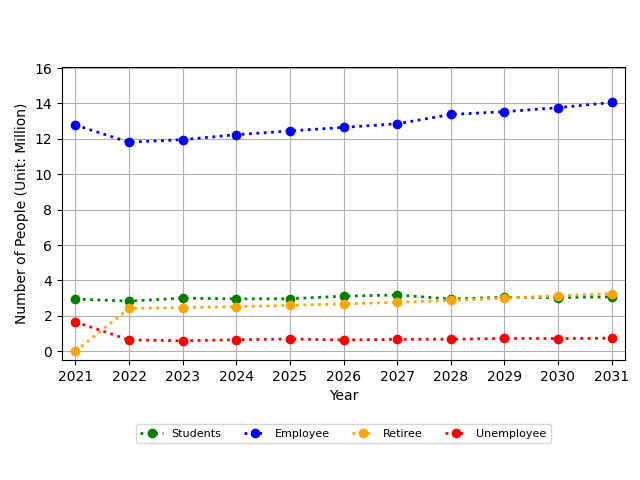 16
14
12
10
8
6
4
2
0
Number of People (Unit: Million)
2021 2022 2023 2024 2025 2026 2027 2028 2029 2030 2031
Year
Students Employee Retiree Unemployee